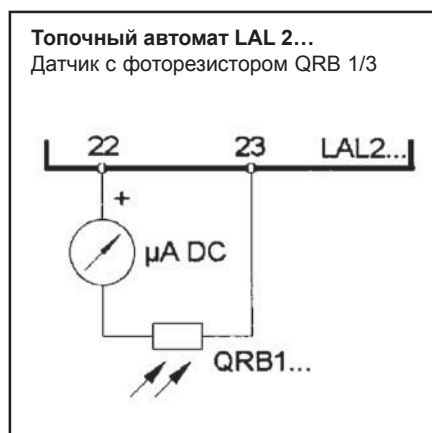 Топочный автомат LAL 2...
Датчик с фоторезистором QRB 1/3
22 23 LAL2...
+
µA DC
QRB1...